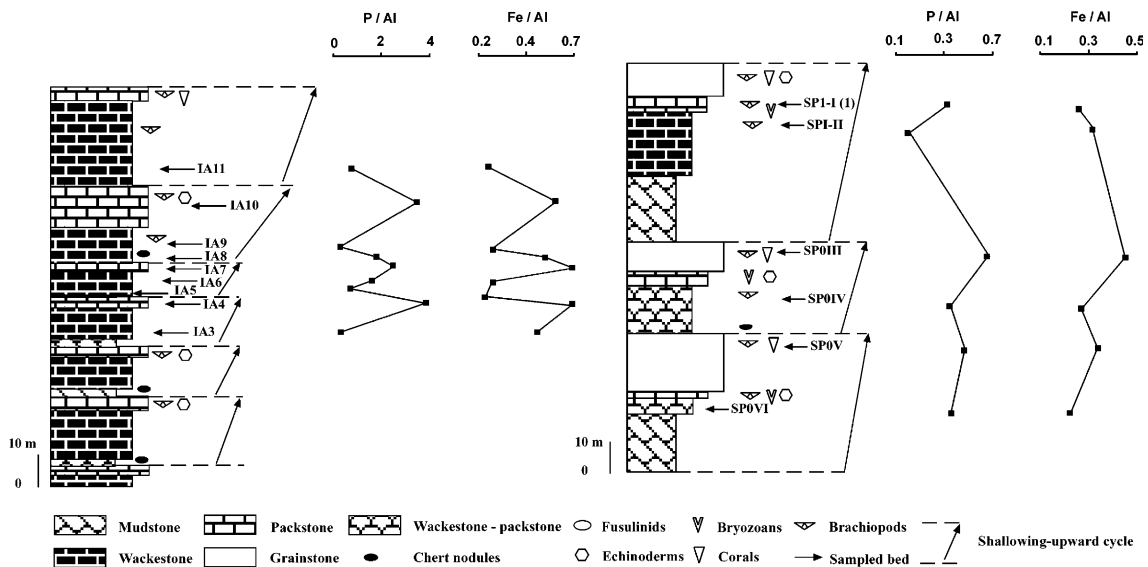 P / Al
Fe / Al
0 2 4
0.2 0.4 0.7
P / Al
Fe / Al
0.1 0.3 0.7
0.1 0.3 0.5
IA11
IA10
IA9
IA8
IA7
IA6
IA5
IA4
IA3
10 m
0
SP1-I (1)
SPI-II
SP0III
SP0IV
SP0V
SP0VI
10 m
0
Mudstone Packstone Wackestone - packstone Fusulinids Bryozoans Brachiopods
Shallowing-upward cycle
Wackestone Grainstone Chert nodules Echinoderms Corals Sampled bed